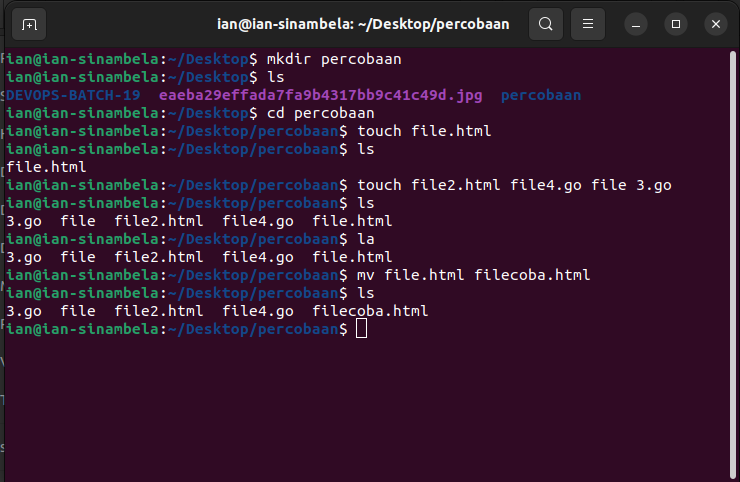 ian@ian-sinambela: ~/Desktop/percobaan
ian@ian-sinambela:~/Desktop$ mkdir percobaan
ian@ian-sinambela:~/Desktop$ ls
DEVOPS-BATCH-19  eaeba29effada7fa9b4317bb9c41c49d.jpg  percobaan
ian@ian-sinambela:~/Desktop$ cd percobaan
ian@ian-sinambela:~/Desktop/percobaan$ touch file.html
ian@ian-sinambela:~/Desktop/percobaan$ ls
file.html
ian@ian-sinambela:~/Desktop/percobaan$ touch file2.html file4.go file 3.go
ian@ian-sinambela:~/Desktop/percobaan$ ls
3.go  file  file2.html  file4.go  file.html
ian@ian-sinambela:~/Desktop/percobaan$ la
3.go  file  file2.html  file4.go  file.html
ian@ian-sinambela:~/Desktop/percobaan$ mv file.html filecoba.html
ian@ian-sinambela:~/Desktop/percobaan$ ls
3.go  file  file2.html  file4.go  filecoba.html
ian@ian-sinambela:~/Desktop/percobaan$